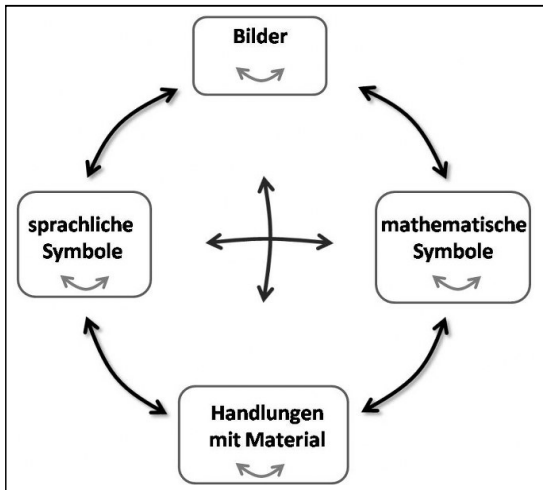 Bilder
sprachliche
Symbole
mathematische
Symbole
Handlungen
mit Material